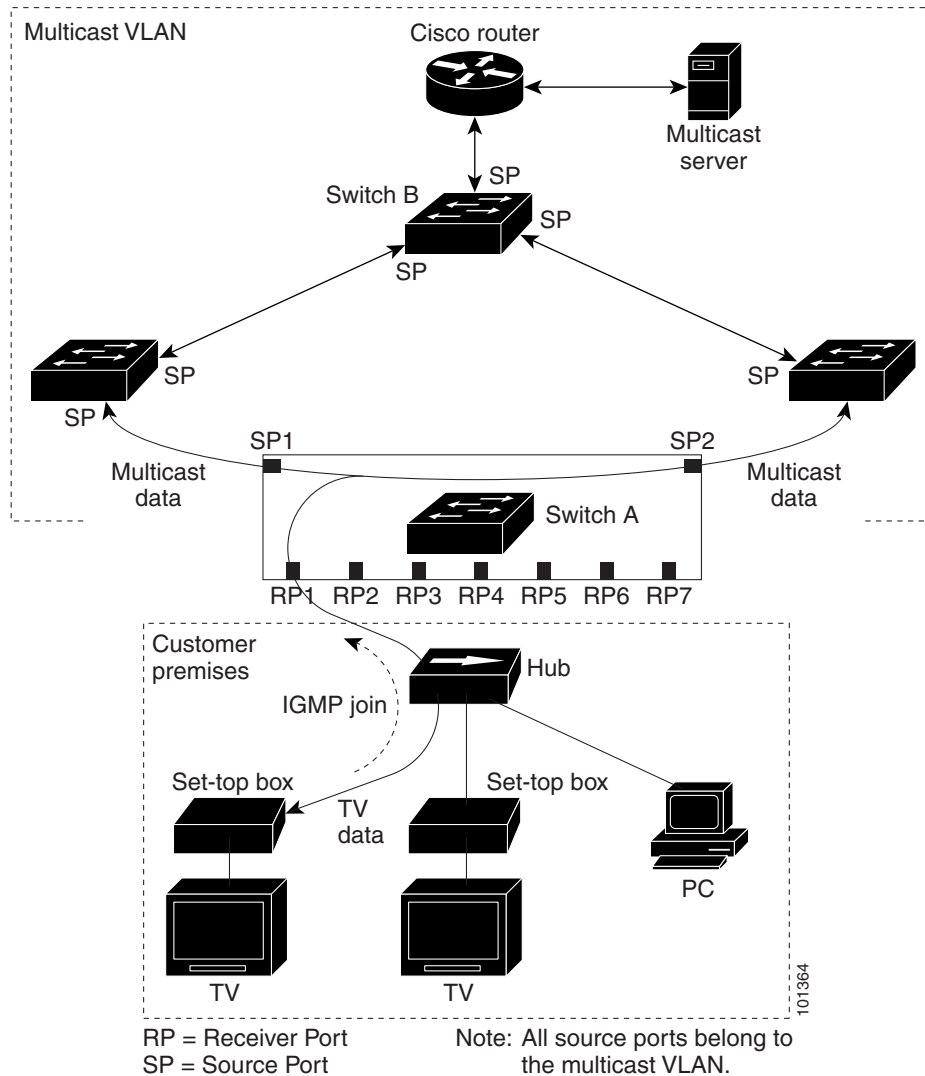 Multicast VLAN
Cisco router
Multicast
server
SP
Switch B
SP
SP
SP
SP
SP
SP1
SP2
Multicast
data
Multicast
data
Switch A
RP1 RP2 RP3 RP4 RP5 RP6 RP7
Customer
premises
Hub
IGMP join
Set-top box
TV
data
Set-top box
PC
TV
TV
101364
RP = Receiver Port
SP = Source Port
Note: All source ports belong to
the multicast VLAN.